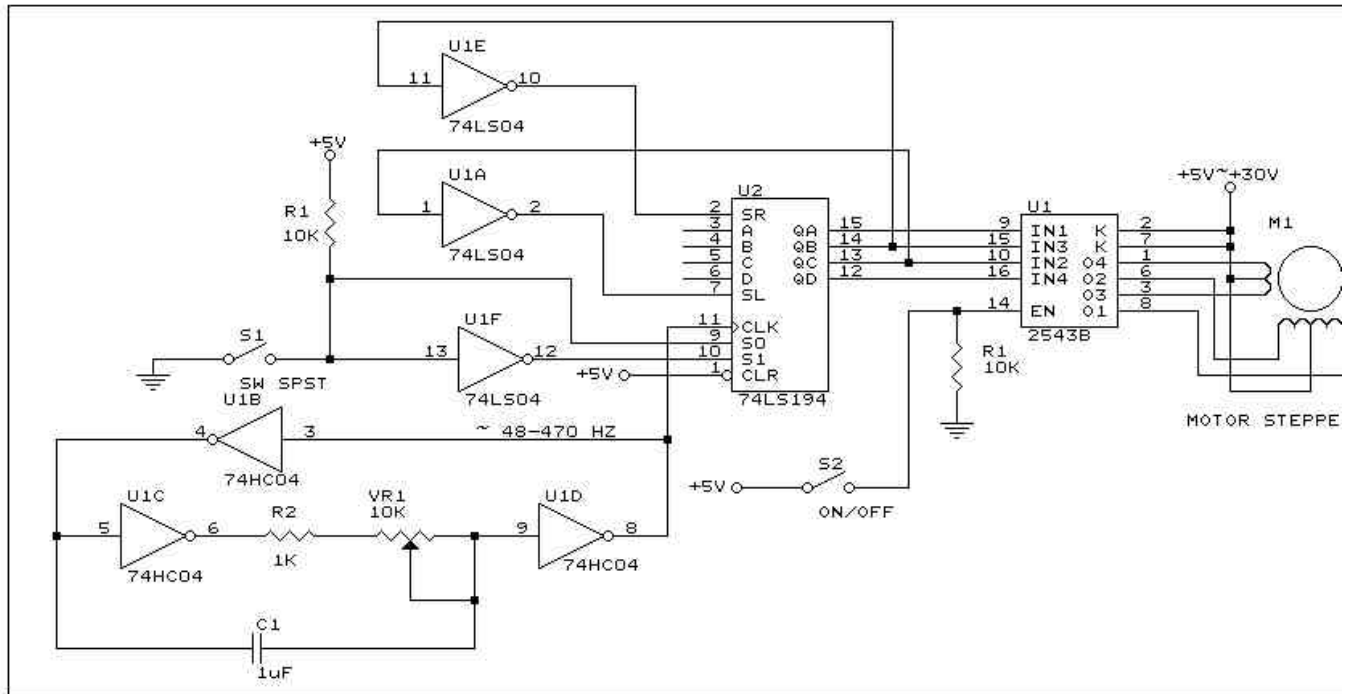 U1E
11
10
74LS04
+5V
U1A
1
2
74LS04
R1
10K
U2
2
SR
3
A
QA
15
4
B
QB
14
5
C
QC
13
6
D
QD
12
7
SL
11
CLK
9
S0
10
S1
1
CLR
74LS194
+5V
+5V~+30V
U1
9
IN1
K
2
15
IN3
K
7
10
IN2
O4
1
16
IN4
O2
6
O3
3
14
EN
O1
8
2543B
M1
MOTOR STEPPE
R1
10K
S1
SW SPST
U1F
13
12
74LS04
U1B
4
3
74HC04
~ 48-470 HZ
U1C
5
6
74HC04
R2
1K
VR1
10K
U1D
9
8
74HC04
C1
1uF
+5V
S2
ON/OFF